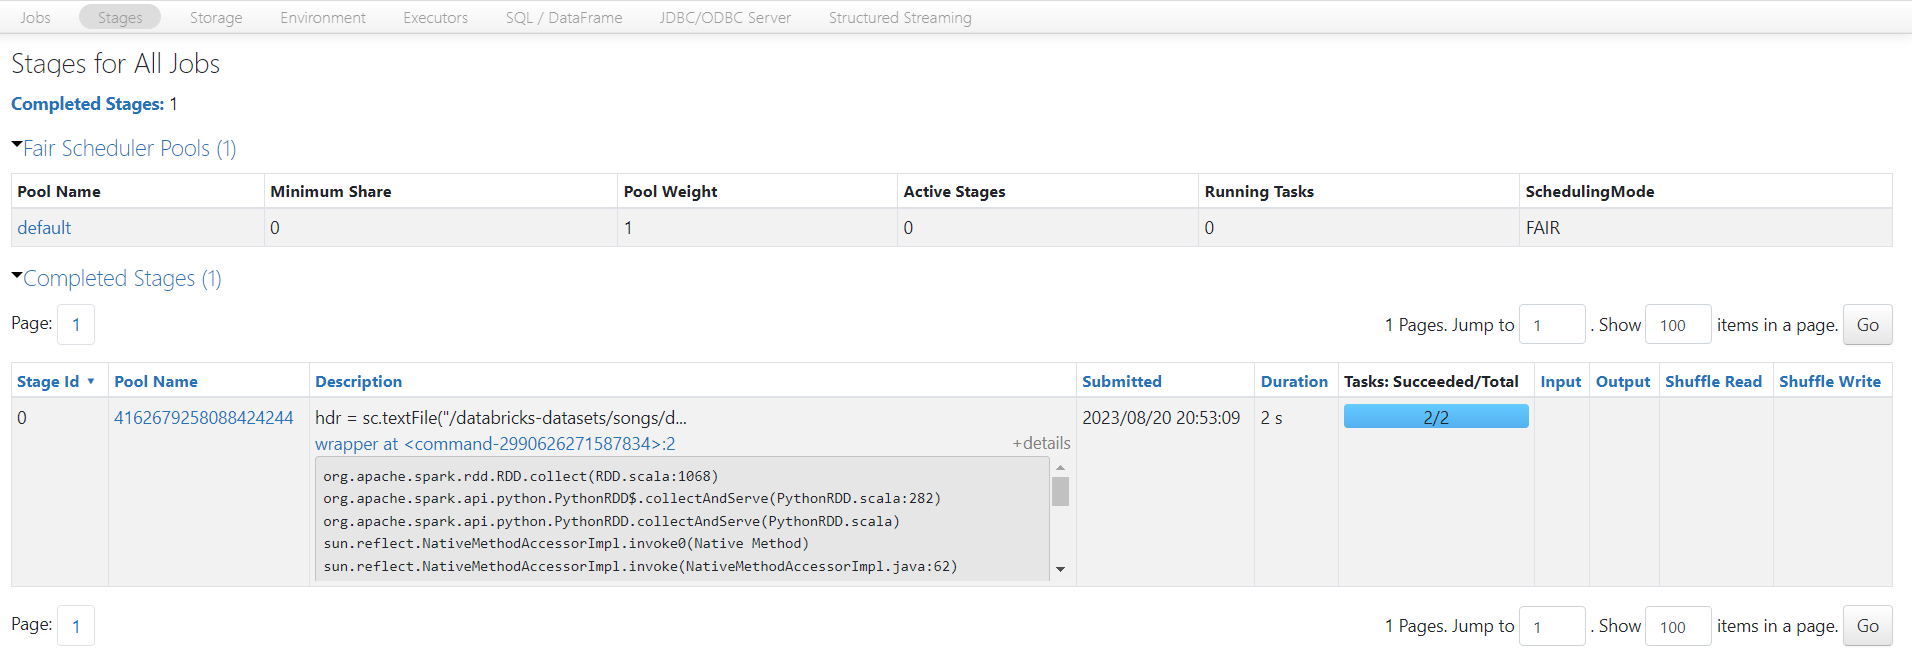 Jobs Stages Storage Environment Executors SQL / DataFrame JDBC/ODBC Server Structured Streaming
Stages for All Jobs
Completed Stages: 1
Fair Scheduler Pools (1)
Pool Name Minimum Share Pool Weight Active Stages Running Tasks SchedulingMode
default 0 1 0 0 FAIR
Completed Stages (1)
Page: 1 1 Pages. Jump to 1 . Show 100 items in a page. Go
Stage Id Pool Name Description Submitted Duration Tasks: Succeeded/Total Input Output Shuffle Read Shuffle Write
0 4162679258088424244 hdr = sc.textFile("/databricks-datasets/songs/d... 2023/08/20 20:53:09 2 s 2/2
wrapper at <command-2990626271587834>:2 +details
org.apache.spark.rdd.RDD.collect(RDD.scala:1068)
org.apache.spark.api.python.PythonRDD$.collectAndServe(PythonRDD.scala:282)
org.apache.spark.api.python.PythonRDD.collectAndServe(PythonRDD.scala)
sun.reflect.NativeMethodAccessorImpl.invoke0(Native Method)
sun.reflect.NativeMethodAccessorImpl.invoke(NativeMethodAccessorImpl.java:62)
Page: 1 1 Pages. Jump to 1 . Show 100 items in a page. Go